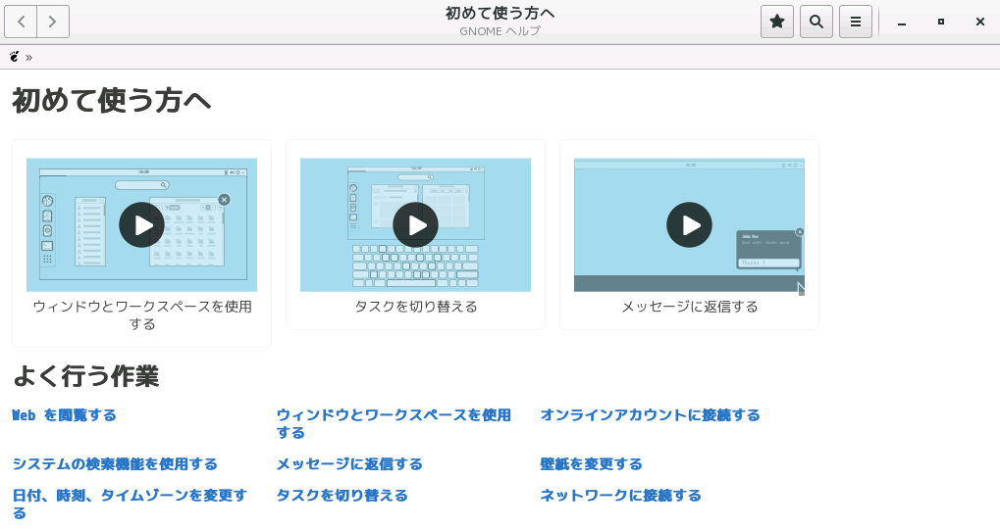 初めて使う方へ
GNOME ヘルプ
»
初めて使う方へ
ウィンドウとワークスペースを使用
する
タスクを切り替える
メッセージに返信する
よく行う作業
Web を閲覧する
ウィンドウとワークスペースを使用
する
オンラインアカウントに接続する
システムの検索機能を使用する
メッセージに返信する
壁紙を変更する
日付、時刻、タイムゾーンを変更す
る
タスクを切り替える
ネットワークに接続する